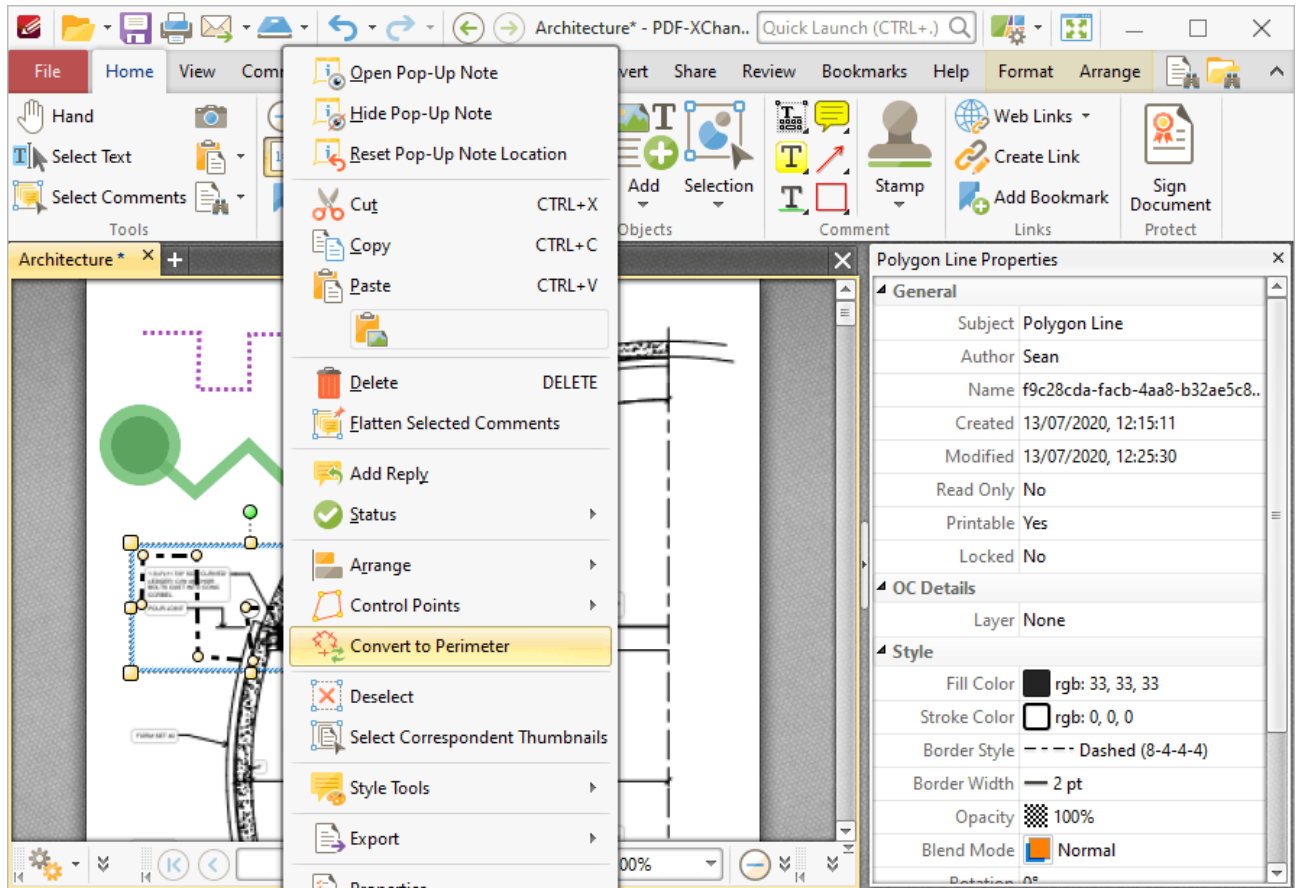 Architecture* - PDF-XChan.. Quick Launch (CTRL+.)
File Home View Comr vert Share Review Bookmarks Help Format Arrange
Hand
Select Text
Select Comments
Tools
Add Selection
Objects
Stamp
Comment
Web Links
Create Link
Add Bookmark
Links
Sign
Document
Protect
Architecture *
Open Pop-Up Note
Hide Pop-Up Note
Reset Pop-Up Note Location
Cut CTRL+X
Copy CTRL+C
Paste CTRL+V
Delete DELETE
Flatten Selected Comments
Add Reply
Status
Arrange
Control Points
Convert to Perimeter
Deselect
Select Correspondent Thumbnails
Style Tools
Export
Properties
00%
Polygon Line Properties
General
Subject Polygon Line
Author Sean
Name f9c28cda-facb-4aa8-b32ae5c8..
Created 13/07/2020, 12:15:11
Modified 13/07/2020, 12:25:30
Read Only No
Printable Yes
Locked No
OC Details
Layer None
Style
Fill Color rgb: 33, 33, 33
Stroke Color rgb: 0, 0, 0
Border Style Dashed (8-4-4-4)
Border Width 2 pt
Opacity 100%
Blend Mode Normal
Rotation 0°